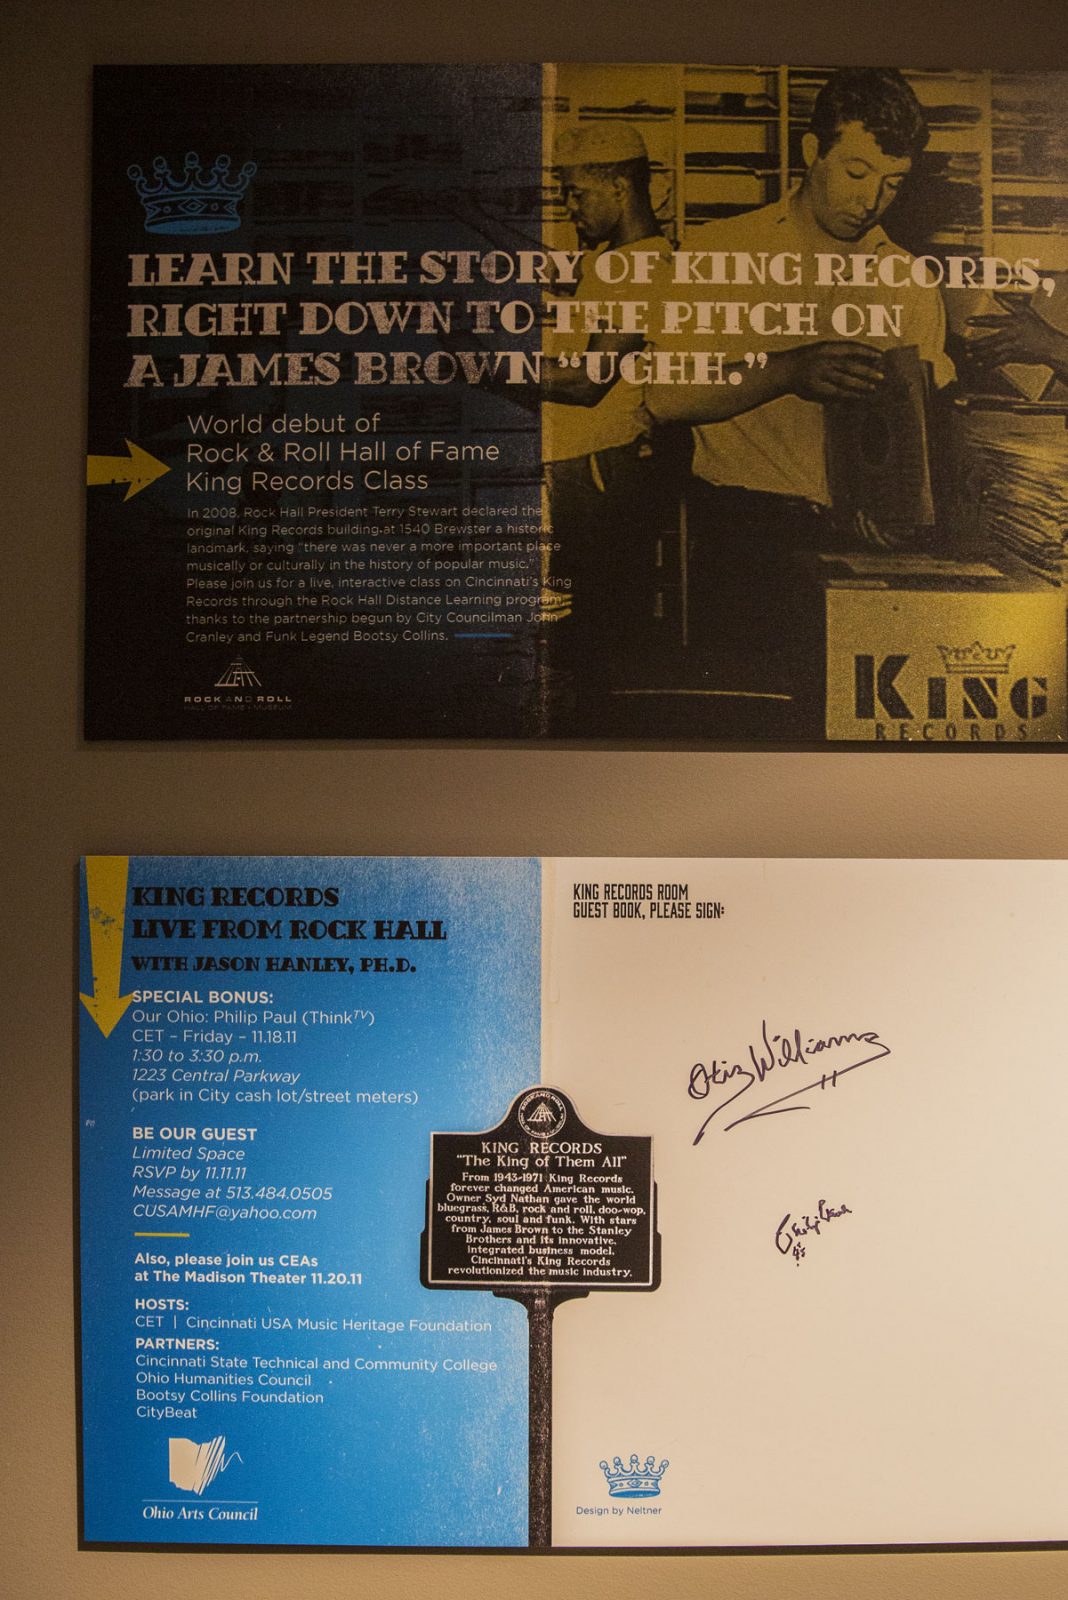 LEARN THE STORY OF KING RECORDS,
RIGHT DOWN TO THE PITCH ON
A JAMES BROWN “UGHH.”
World debut of
Rock & Roll Hall of Fame
King Records Class
In 2008, Rock Hall President Terry Stewart declared the
original King Records building at 1540 Brewster a historic
landmark, saying “there was never a more important place
musically or culturally in the history of popular music.”
Please join us for a live, interactive class on Cincinnati's King
Records through the Rock Hall Distance Learning program,
thanks to the partnership begun by City Councilman John
Cranley and Funk Legend Bootsy Collins.
ROCK AND ROLL
HALL OF FAME + MUSEUM
KING
RECORDS
KING RECORDS
LIVE FROM ROCK HALL
WITH JASON HANLEY, PH.D.
SPECIAL BONUS:
Our Ohio: Philip Paul (ThinkTV)
CET – Friday – 11.18.11
1:30 to 3:30 p.m.
1223 Central Parkway
(park in City cash lot/street meters)
BE OUR GUEST
Limited Space
RSVP by 11.11.11
Message at 513.484.0505
CUSAMHF@yahoo.com
Also, please join us CEAs
at The Madison Theater 11.20.11
HOSTS:
CET | Cincinnati USA Music Heritage Foundation
PARTNERS:
Cincinnati State Technical and Community College
Ohio Humanities Council
Bootsy Collins Foundation
CityBeat
Ohio Arts Council
KING RECORDS
"The King of Them All"
From 1943-1971 King Records
forever changed American music.
Owner Syd Nathan gave the world
bluegrass, R&B, rock and roll, doo-wop,
country, soul and funk. With stars
from James Brown to the Stanley
Brothers and its innovative,
integrated business model,
Cincinnati's King Records
revolutionized the music industry.
KING RECORDS ROOM
GUEST BOOK, PLEASE SIGN:
Otis Williams
Design by Neltner